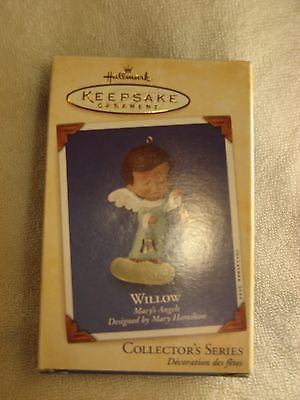 Hallmark
KEEPSAKE
ORNAMENT
WILLOW
Mary's Angels
Designed by Mary Hamilton
COLLECTOR'S SERIES
Décoration des fêtes